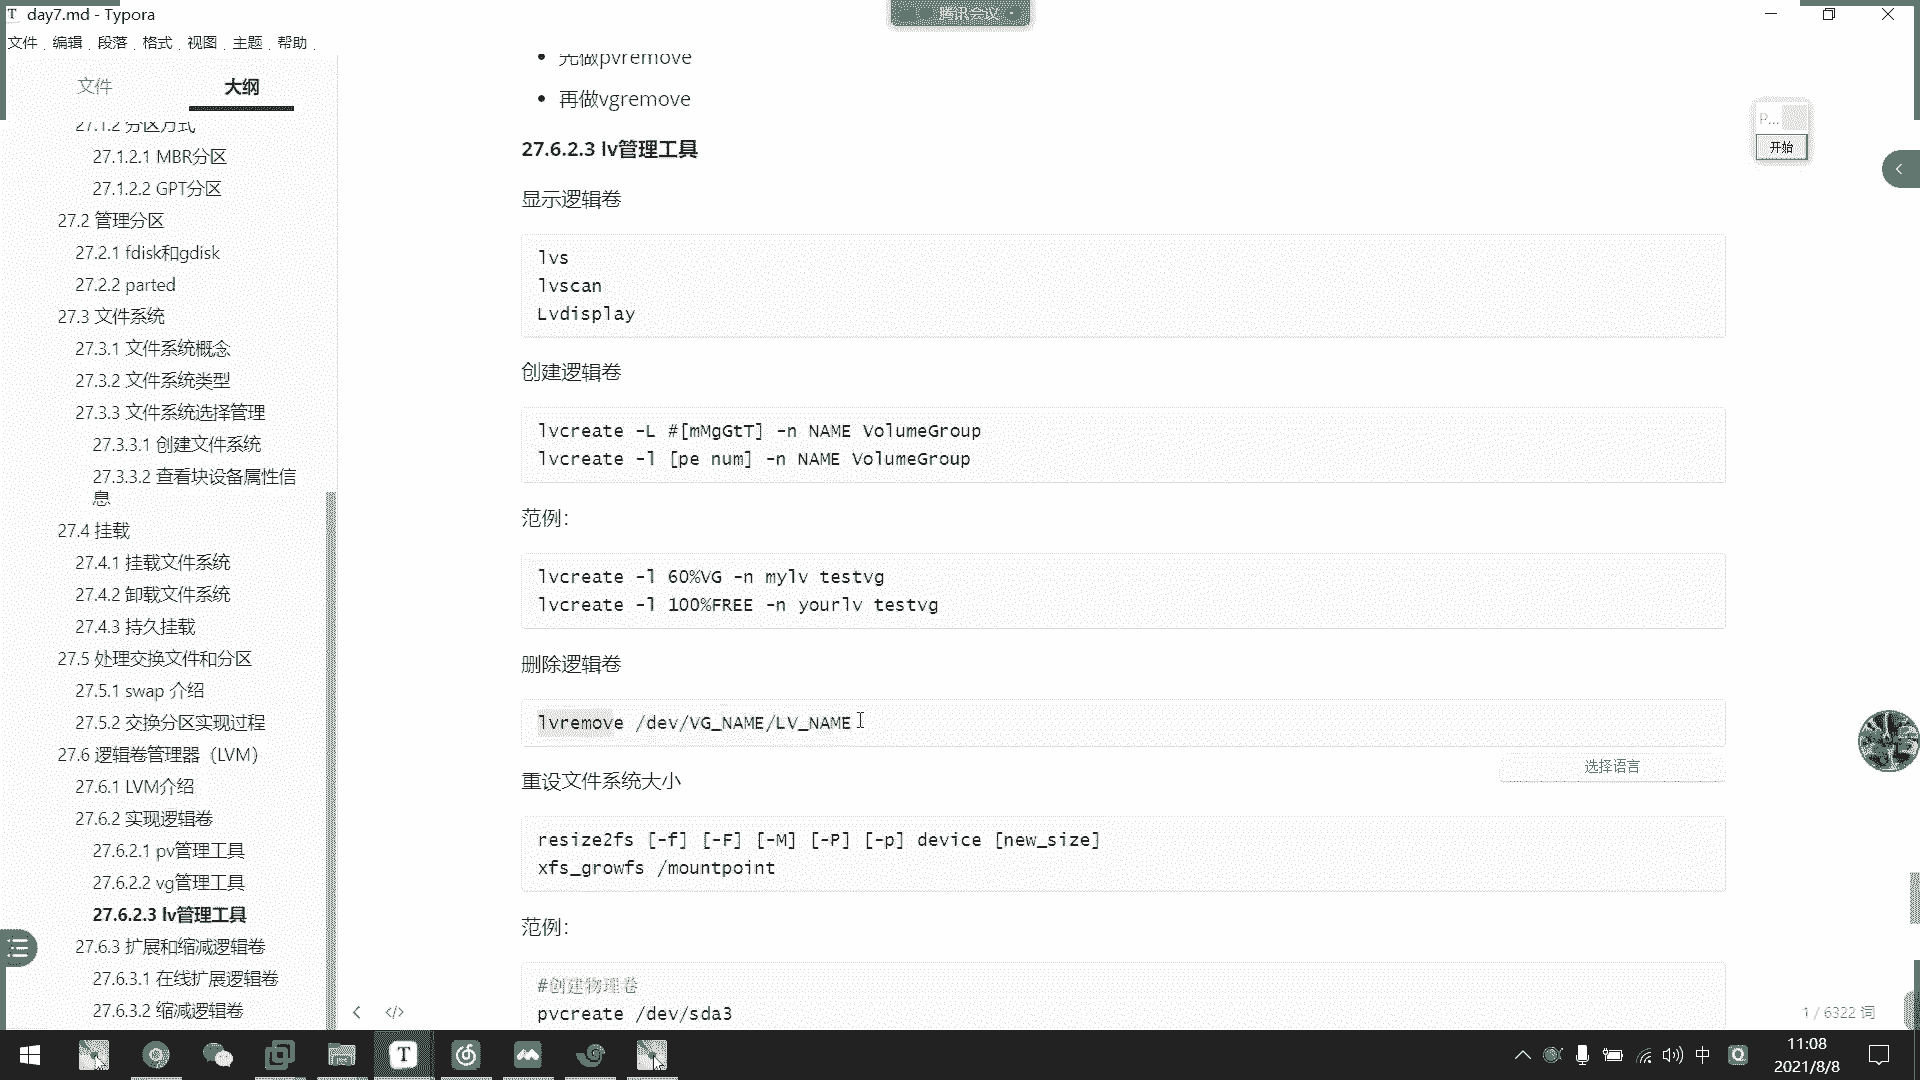 T day7.md - Typora
腾讯会议
文件 编辑 段落 格式 视图 主题 帮助
文件 大纲
27.1.2 分区方式
27.1.2.1 MBR分区
27.1.2.2 GPT分区
27.2 管理分区
27.2.1 fdisk和gdisk
27.2.2 parted
27.3 文件系统
27.3.1 文件系统概念
27.3.2 文件系统类型
27.3.3 文件系统选择管理
27.3.3.1 创建文件系统
27.3.3.2 查看块设备属性信
息
27.4 挂载
27.4.1 挂载文件系统
27.4.2 卸载文件系统
27.4.3 持久挂载
27.5 处理交换文件和分区
27.5.1 swap 介绍
27.5.2 交换分区实现过程
27.6 逻辑卷管理器（LVM）
27.6.1 LVM介绍
27.6.2 实现逻辑卷
27.6.2.1 pv管理工具
27.6.2.2 vg管理工具
27.6.2.3 lv管理工具
27.6.3 扩展和缩减逻辑卷
27.6.3.1 在线扩展逻辑卷
27.6.3.2 缩减逻辑卷
先做pvremove
再做vgremove
27.6.2.3 lv管理工具
显示逻辑卷
lvs
lvscan
Lvdisplay
创建逻辑卷
lvcreate -L #[mMgGtT] -n NAME VolumeGroup
lvcreate -l [pe num] -n NAME VolumeGroup
范例：
lvcreate -l 60%VG -n mylv testvg
lvcreate -l 100%FREE -n yourlv testvg
删除逻辑卷
lvremove /dev/VG_NAME/LV_NAME
选择语言
重设文件系统大小
resize2fs [-f] [-F] [-M] [-P] [-p] device [new_size]
xfs_growfs /mountpoint
范例：
#创建物理卷
pvcreate /dev/sda3
P...
开始
1 / 6322 词
中
11:08
2021/8/8